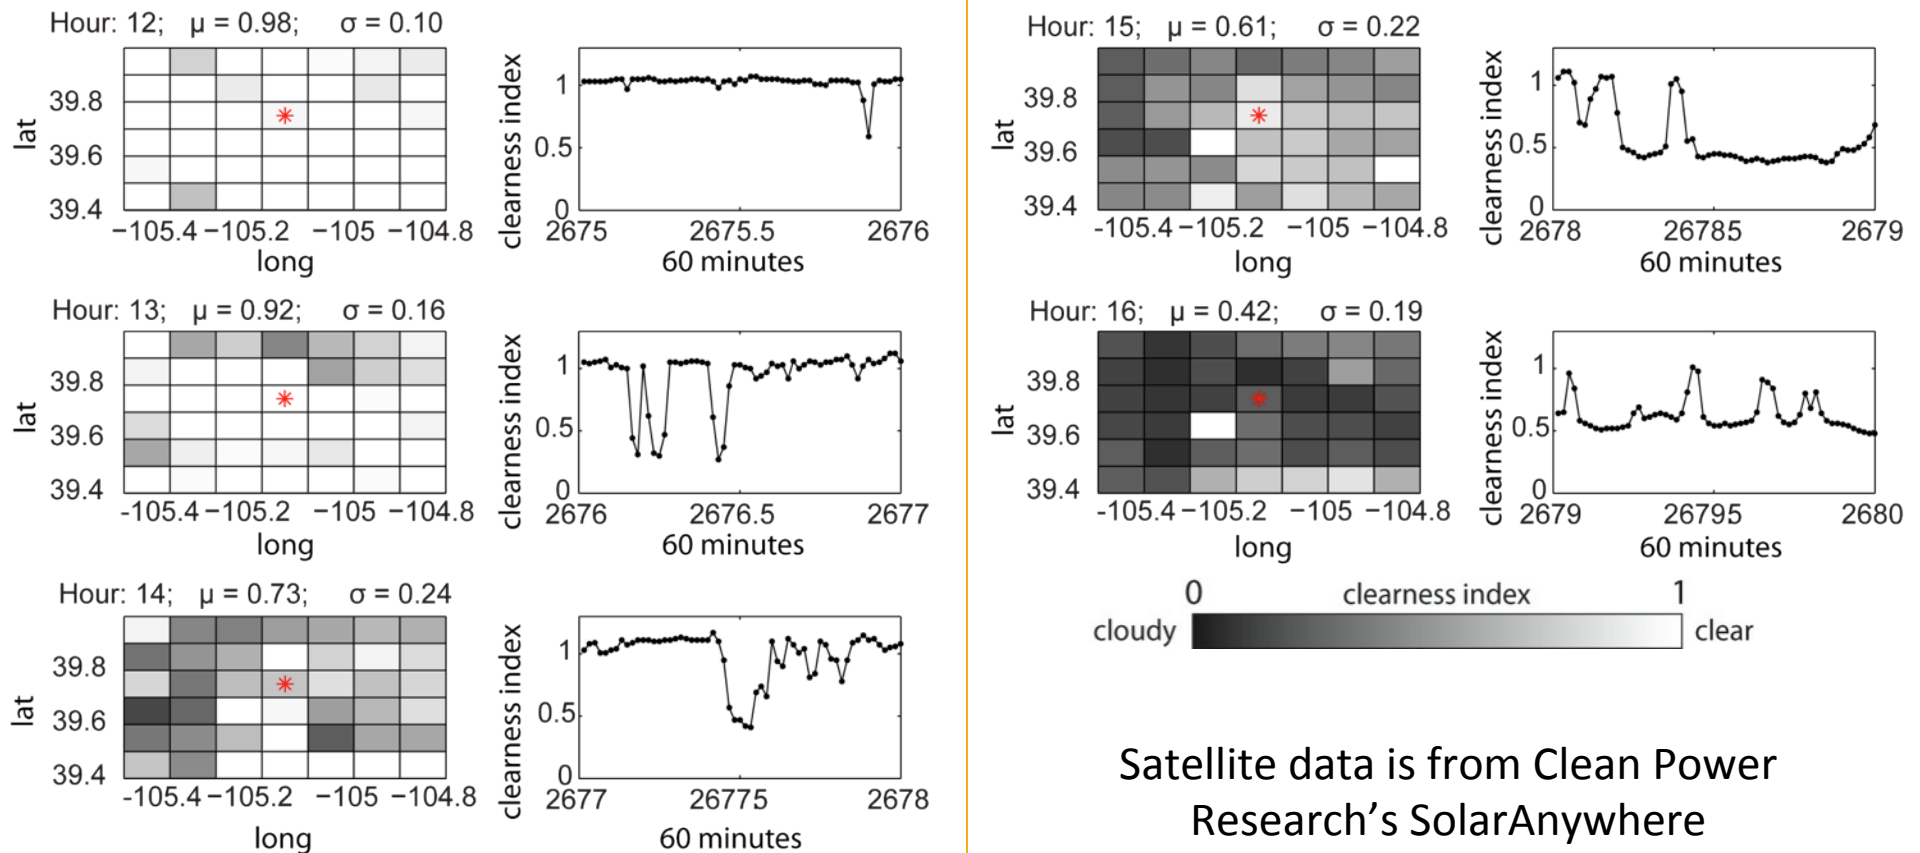 Hour: 12; μ = 0.98; σ = 0.10
39.8
39.6
39.4
lat
−105.4 −105.2 −105 −104.8
long
1
0.5
0
clearness index
2675 2675.5 2676
60 minutes
Hour: 13; μ = 0.92; σ = 0.16
39.8
39.6
39.4
lat
-105.4 −105.2 −105 −104.8
long
1
0.5
0
clearness index
2676 2676.5 2677
60 minutes
Hour: 14; μ = 0.73; σ = 0.24
39.8
39.6
39.4
lat
-105.4 −105.2 −105 −104.8
long
1
0.5
0
clearness index
2677 26775 2678
60 minutes
Hour: 15; μ = 0.61; σ = 0.22
39.8
39.6
39.4
lat
-105.4 −105.2 −105 −104.8
long
1
0.5
0
clearness index
2678 26785 2679
60 minutes
Hour: 16; μ = 0.42; σ = 0.19
39.8
39.6
39.4
lat
-105.4 −105.2 −105 −104.8
long
1
0.5
0
clearness index
2679 26795 2680
60 minutes
0 clearness index 1
cloudy clear
Satellite data is from Clean Power
Research’s SolarAnywhere